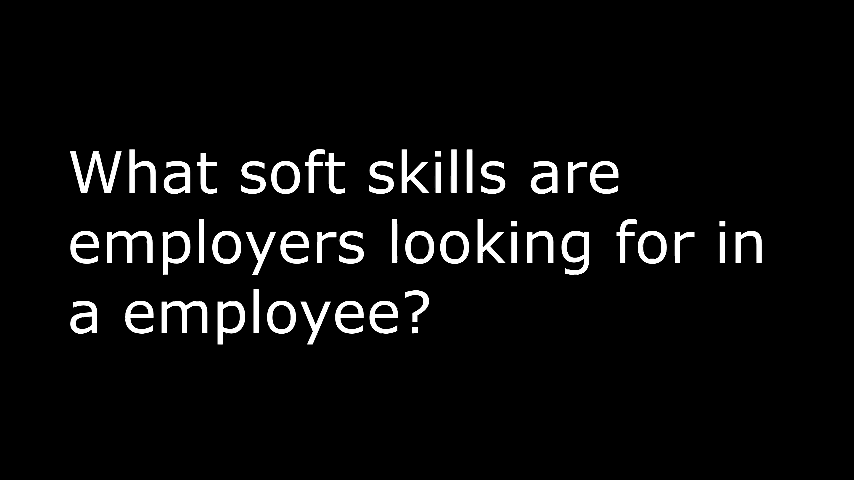 What soft skills are
employers looking for in
a employee?